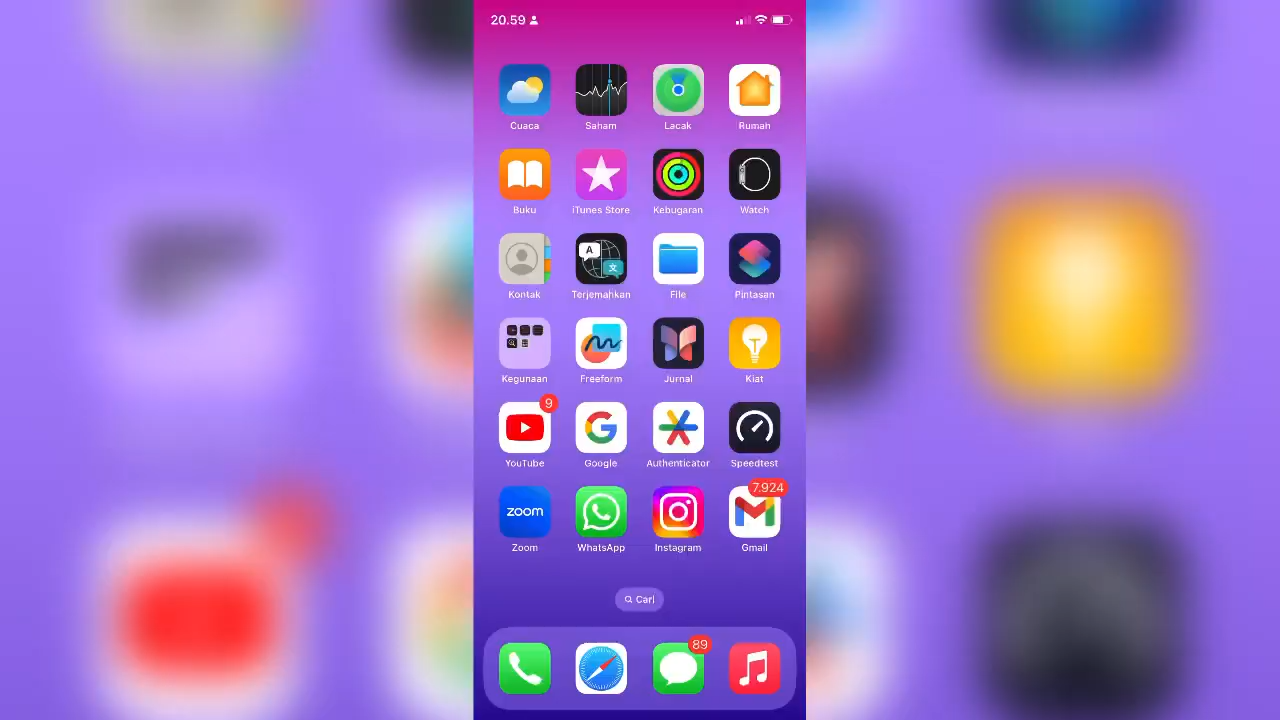 20.59
Cuaca Saham Lacak Rumah
Buku iTunes Store Kebugaran Watch
A
文
Kontak Terjemahkan File Pintasan
T
Kegunaan Freeform Jurnal Kiat
9
YouTube Google Authenticator Speedtest
7.924
zoom
Zoom WhatsApp Instagram Gmail
Cari
89